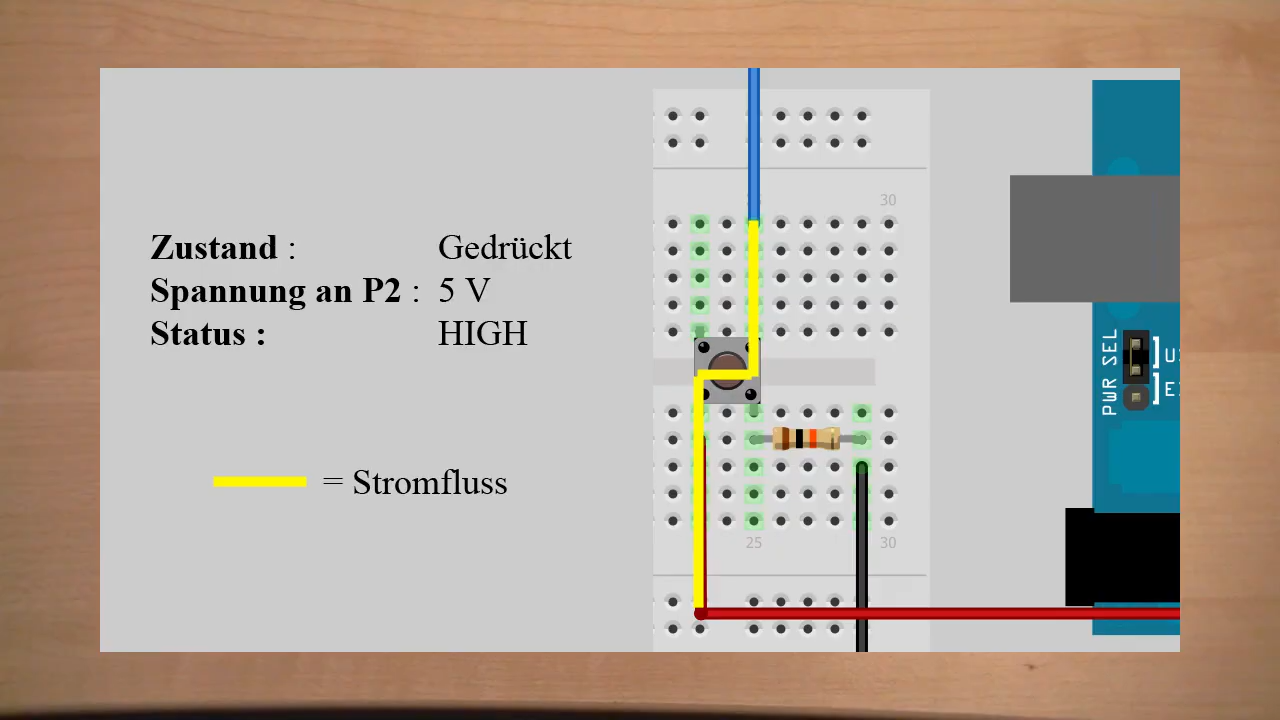 30
Zustand : Gedrückt
Spannung an P2 : 5 V
Status : HIGH
PWR SEL
= Stromfluss
25 30